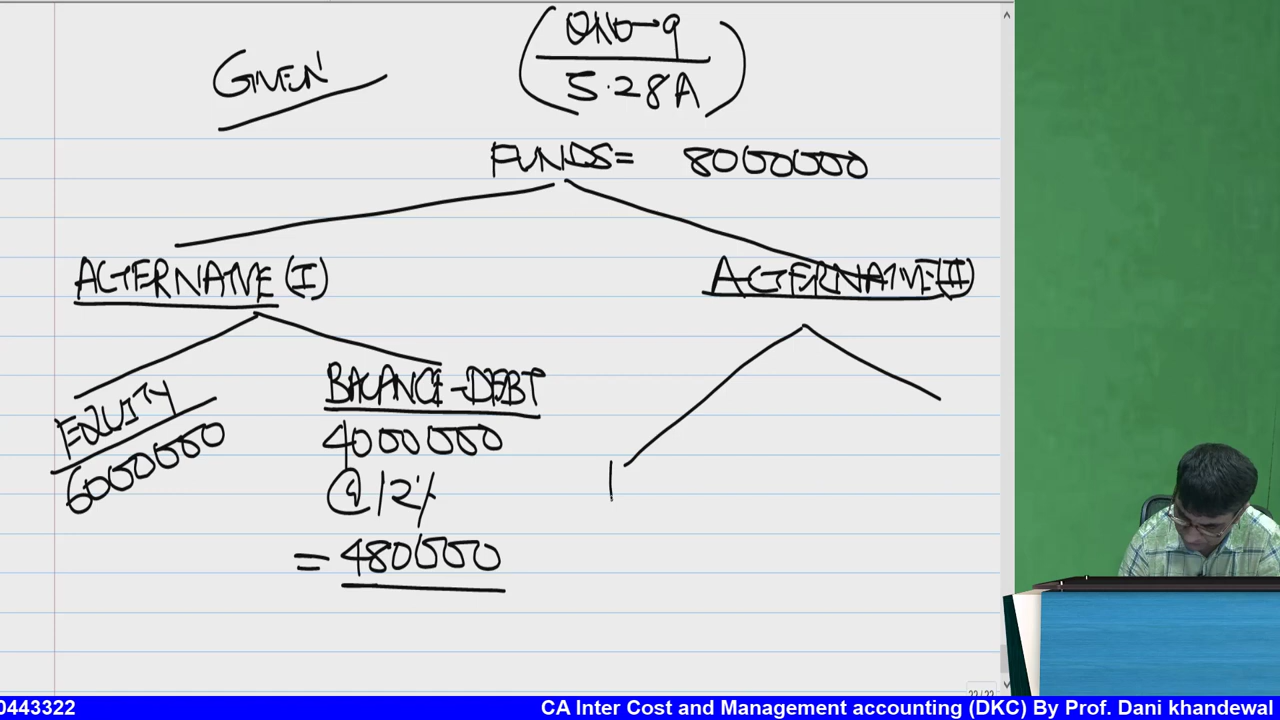 GIVEN
(QNO→9
5.28A)
FUNDS= 8000000
ALTERNATIVE (I)
ALTERNATIVE (II)
EQUITY
6000000
BALANCE-DEBT
4000000
@12%
=480000
0443322
CA Inter Cost and Management accounting (DKC) By Prof. Dani khandewal